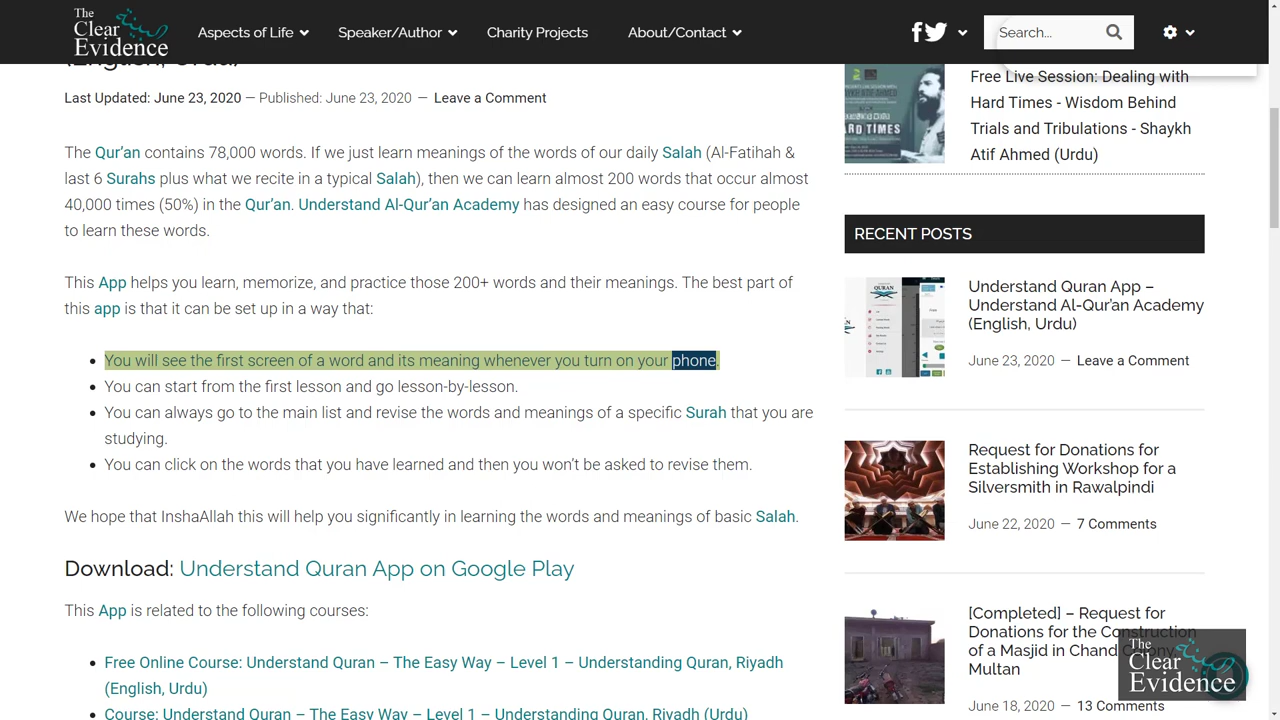 The
Clear
Evidence
Aspects of Life
Speaker/Author
Charity Projects
About/Contact
Search...
(English, Urdu)
Last Updated: June 23, 2020 — Published: June 23, 2020 — Leave a Comment
The Qur’an contains 78,000 words. If we just learn meanings of the words from daily Salah (Al-Fatihah &
last 6 Surahs plus what we recite in a typical Salah), then we can learn almost 200 words that occur almost
40,000 times (50%) in the Qur’an. Understand Al-Qur’an Academy has designed an easy course for people
to learn these words.
This App helps you learn, memorize, and practice those 200+ words and their meanings. The best part of
this app is that it can be set up in a way that:
You will see the first screen of a word and its meaning whenever you turn on your phone.
You can start from the first lesson and go lesson-by-lesson.
You can always go to the main list and revise the words and meanings of a specific Surah that you are
studying.
You can click on the words that you have learned and then you won’t be asked to revise them.
We hope that InshaAllah this will help you significantly in learning the words and meanings of basic Salah.
Download: Understand Quran App on Google Play
This App is related to the following courses:
Free Online Course: Understand Quran – The Easy Way – Level 1 – Understanding Quran, Riyadh
(English, Urdu)
Course: Understand Quran – The Easy Way – Level 1 – Understanding Quran, Riyadh (Urdu)
ARD TIMES
Free Live Session: Dealing with
Hard Times - Wisdom Behind
Trials and Tribulations - Shaykh
Atif Ahmed (Urdu)
RECENT POSTS
QURAN
Understand Quran App –
Understand Al-Qur’an Academy
(English, Urdu)
June 23, 2020 — Leave a Comment
Request for Donations for
Establishing Workshop for a
Silversmith in Rawalpindi
June 22, 2020 — 7 Comments
[Completed] – Request for
Donations for the Construction
of a Masjid in Chand Colony,
Multan
June 18, 2020 — 13 Comments
The
Clear
Evidence